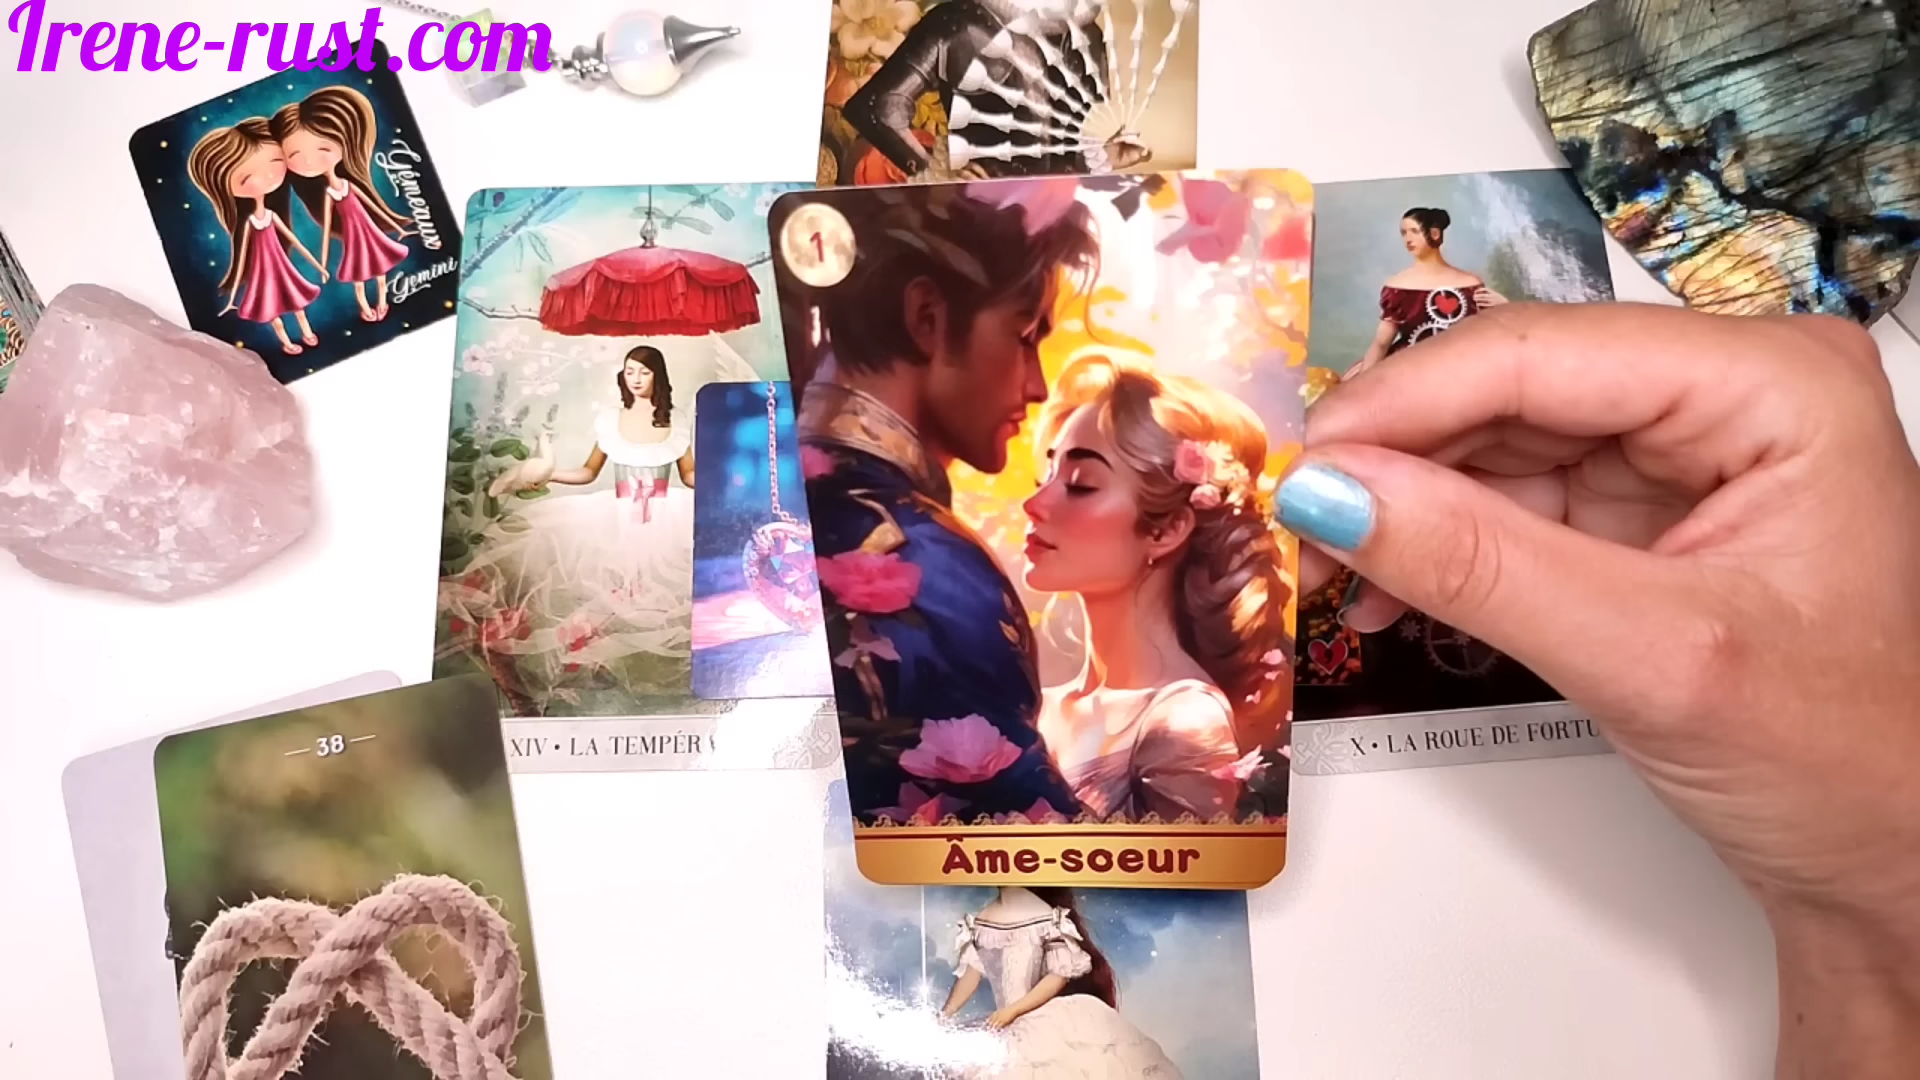 Irene-rust.com
Gémeaux
Gemini
1
XIV • LA TEMPÉR
X • LA ROUE DE FORTU
38
Âme-soeur